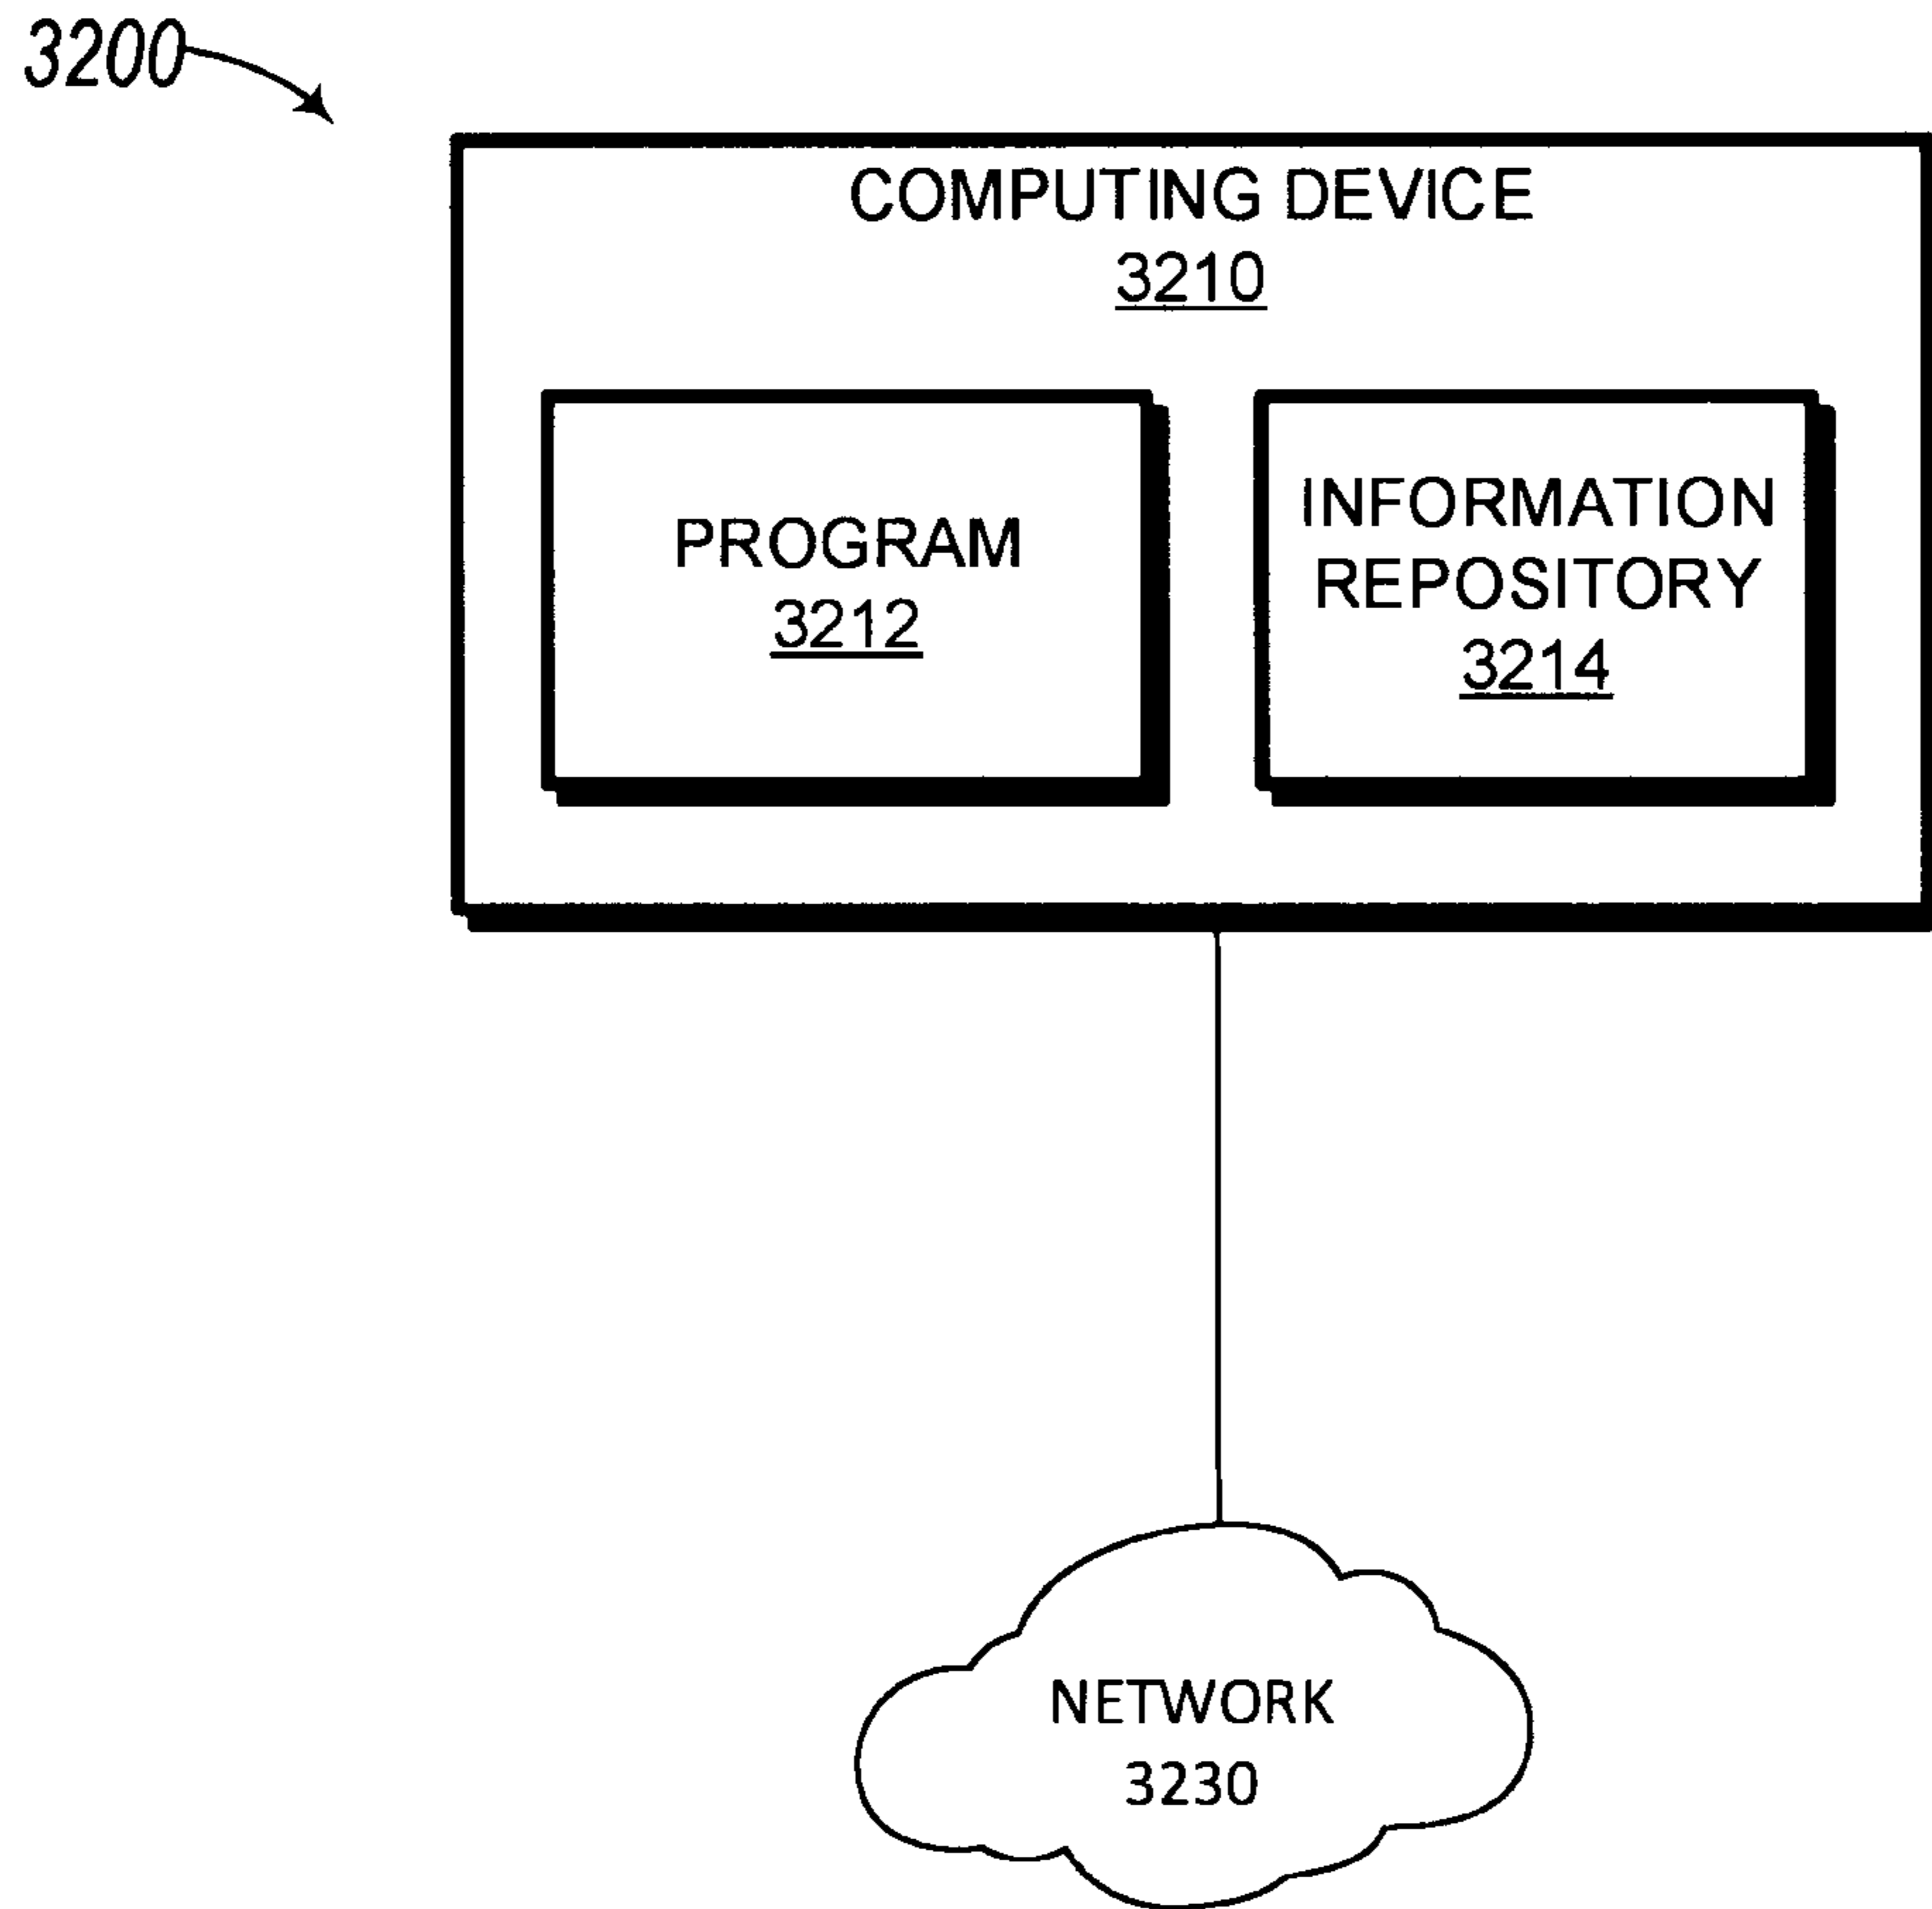 3200
COMPUTING DEVICE
3210
PROGRAM
3212
INFORMATION
REPOSITORY
3214
NETWORK
3230